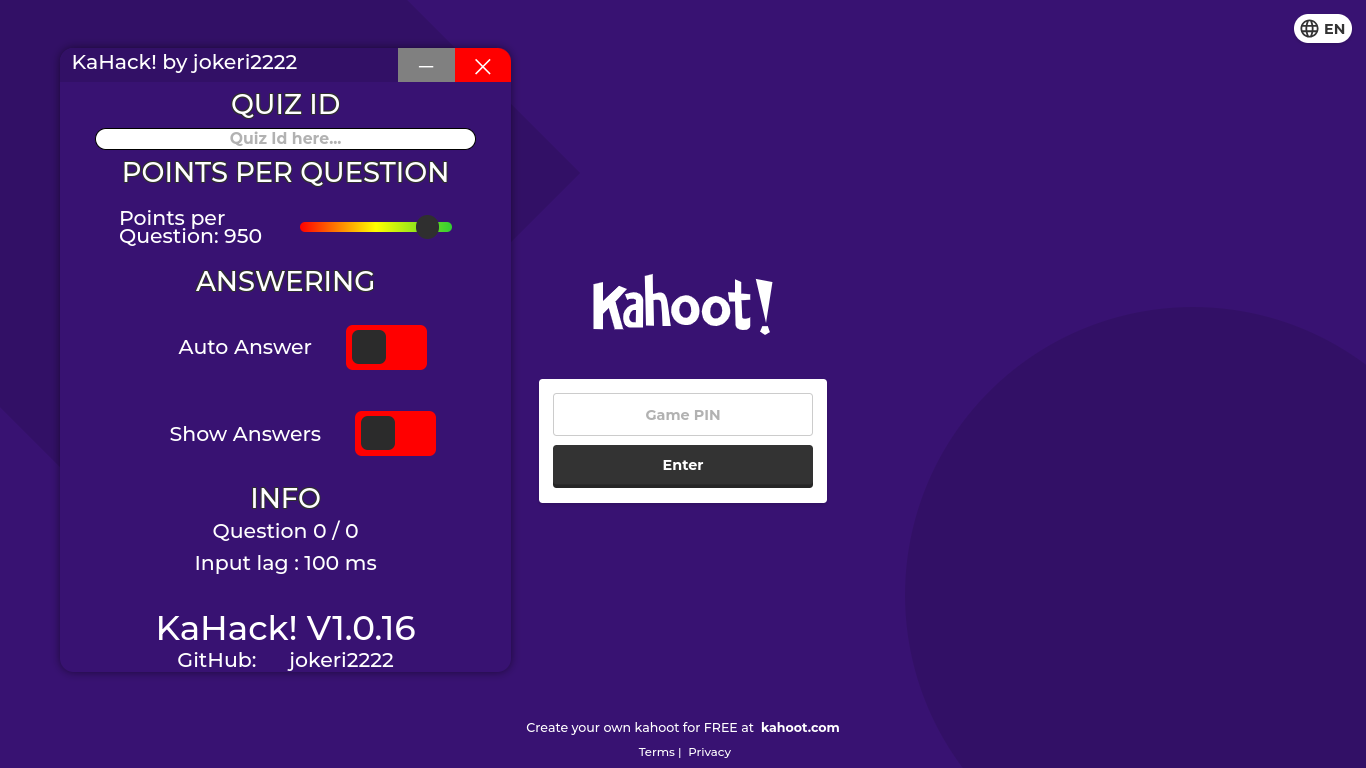 EN
KaHack! by jokeri2222
QUIZ ID
Quiz Id here...
POINTS PER QUESTION
Points per
Question: 950
ANSWERING
Auto Answer
Show Answers
INFO
Question 0 / 0
Input lag : 100 ms
KaHack! V1.0.16
GitHub: jokeri2222
Kahoot!
Game PIN
Enter
Create your own kahoot for FREE at kahoot.com
Terms | Privacy